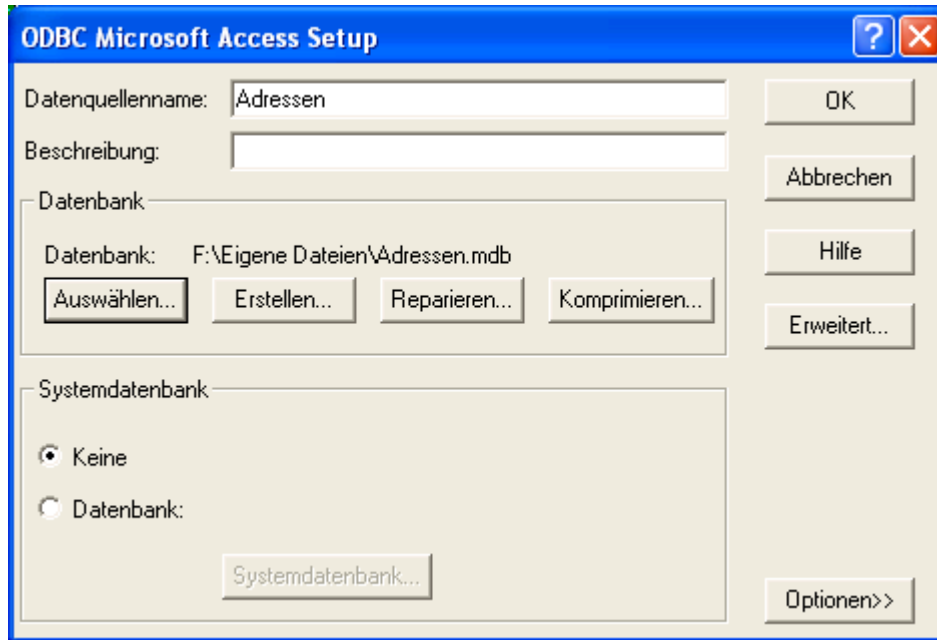 ODBC Microsoft Access Setup
Datenquellenname: Adressen
OK
Beschreibung:
Abbrechen
Datenbank
Datenbank: F:\Eigene Dateien\Adressen.mdb
Hilfe
Auswählen... Erstellen... Reparieren... Komprimieren...
Erweitert...
Systemdatenbank
Keine
Datenbank:
Systemdatenbank...
Optionen>>